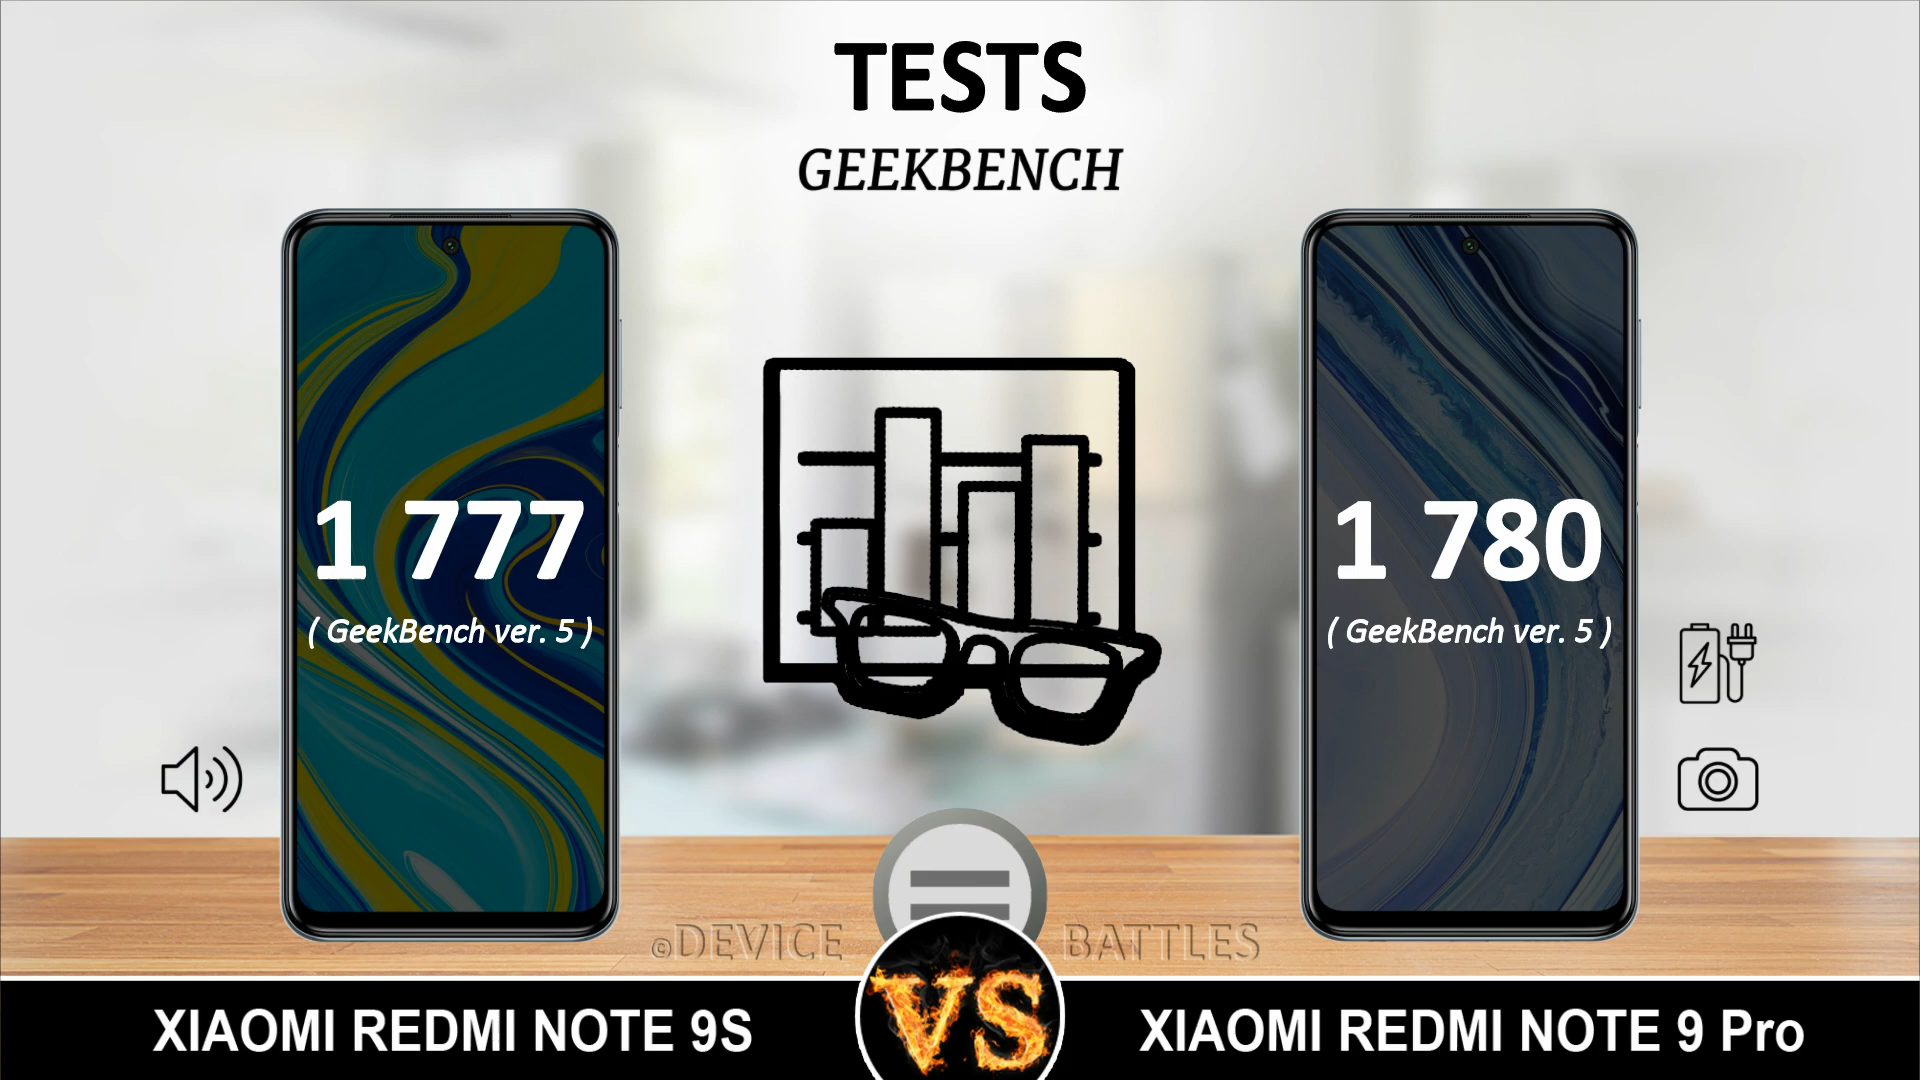 TESTS
GEEKBENCH
1 777
( GeekBench ver. 5 )
1 780
( GeekBench ver. 5 )
©DEVICE BATTLES
XIAOMI REDMI NOTE 9S
VS
XIAOMI REDMI NOTE 9 Pro